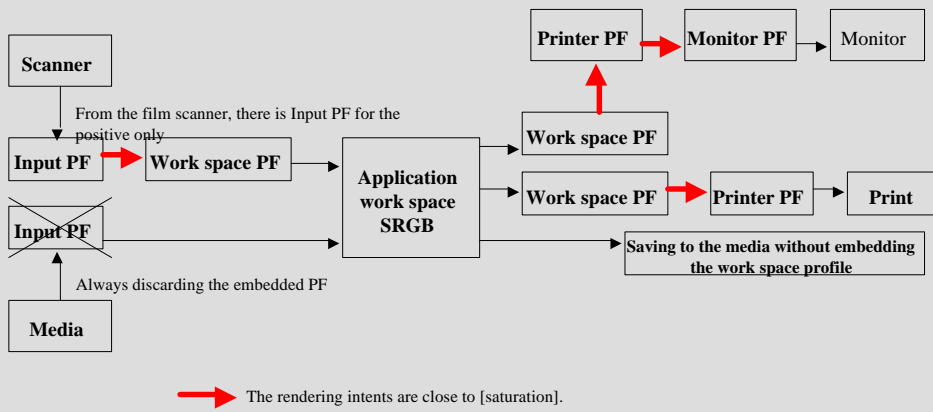 Printer PF
Monitor PF
Monitor
Scanner
From the film scanner, there is Input PF for the
positive only
Input PF
Work space PF
Work space PF
Application
work space
SRGB
Work space PF
Printer PF
Print
Input PF
Saving to the media without embedding
the work space profile
Always discarding the embedded PF
Media
The rendering intents are close to [saturation].